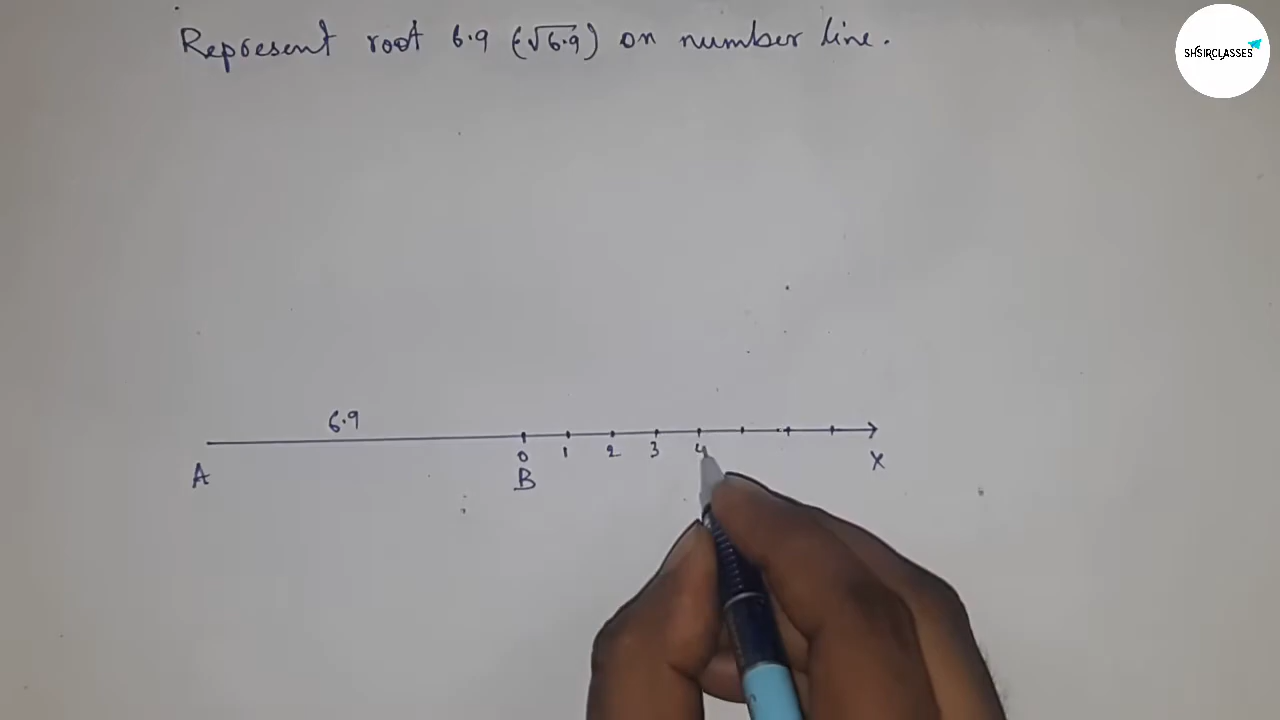 Represent root 6.9 (√6.9) on number line.
SHSIRCLASSES
6.9
0 1 2 3 4
A B X